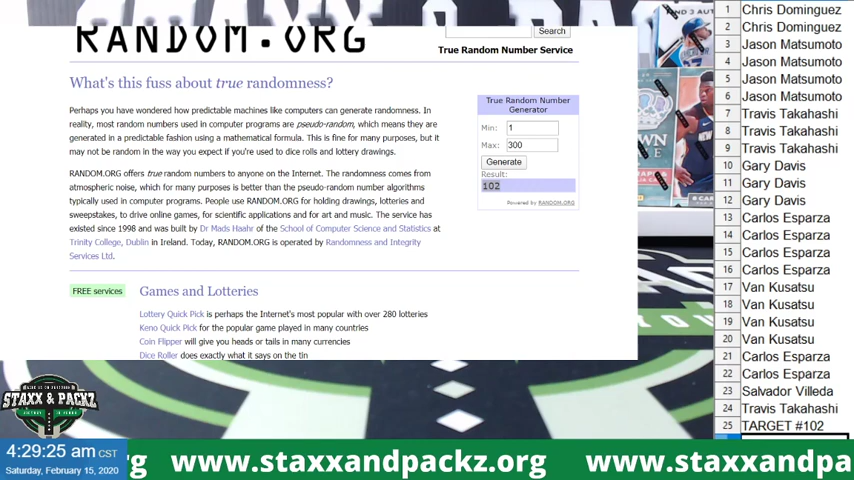 RANDOM.ORG
Search
True Random Number Service
What's this fuss about true randomness?
Perhaps you have wondered how predictable machines like computers can generate randomness. In
reality, most random numbers used in computer programs are pseudo-random, which means they are
generated in a predictable fashion using a mathematical formula. This is fine for many purposes, but it
may not be random in the way you expect if you're used to dice rolls and lottery drawings.
RANDOM.ORG offers true random numbers to anyone on the Internet. The randomness comes from
atmospheric noise, which for many purposes is better than the pseudo-random number algorithms
typically used in computer programs. People use RANDOM.ORG for holding drawings, lotteries and
sweepstakes, to drive online games, for scientific applications and for art and music. The service has
existed since 1998 and was built by Dr Mads Haahr of the School of Computer Science and Statistics at
Trinity College, Dublin in Ireland. Today, RANDOM.ORG is operated by Randomness and Integrity
Services Ltd.
True Random Number
Generator
Min: 1
Max: 300
Generate
Result:
102
Powered by RANDOM.ORG
FREE services
Games and Lotteries
Lottery Quick Pick is perhaps the Internet's most popular with over 280 lotteries
Keno Quick Pick for the popular game played in many countries
Coin Flipper will give you heads or tails in many currencies
Dice Roller does exactly what it says on the tin
1 Chris Dominguez
2 Chris Dominguez
3 Jason Matsumoto
4 Jason Matsumoto
5 Jason Matsumoto
6 Jason Matsumoto
7 Travis Takahashi
8 Travis Takahashi
9 Travis Takahashi
10 Gary Davis
11 Gary Davis
12 Gary Davis
13 Carlos Esparza
14 Carlos Esparza
15 Carlos Esparza
16 Carlos Esparza
17 Van Kusatsu
18 Van Kusatsu
19 Van Kusatsu
20 Van Kusatsu
21 Carlos Esparza
22 Carlos Esparza
23 Salvador Villeda
24 Travis Takahashi
25 TARGET #102
STAXX & PACKZ
4:29:25 am CST
Saturday, February 15, 2020
rg www.staxxandpackz.org www.staxxandpa